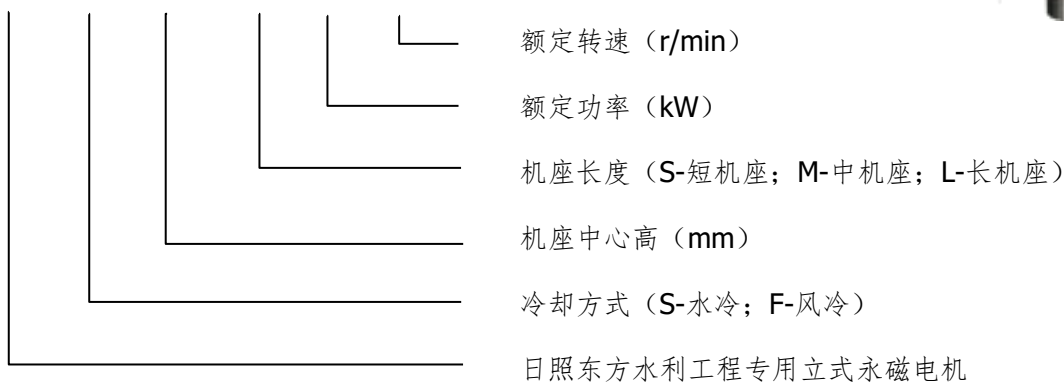 额定转速（r/min）
额定功率（kW）
机座长度（S-短机座；M-中机座；L-长机座）
机座中心高（mm）
冷却方式（S-水冷；F-风冷）
日照东方水利工程专用立式永磁电机